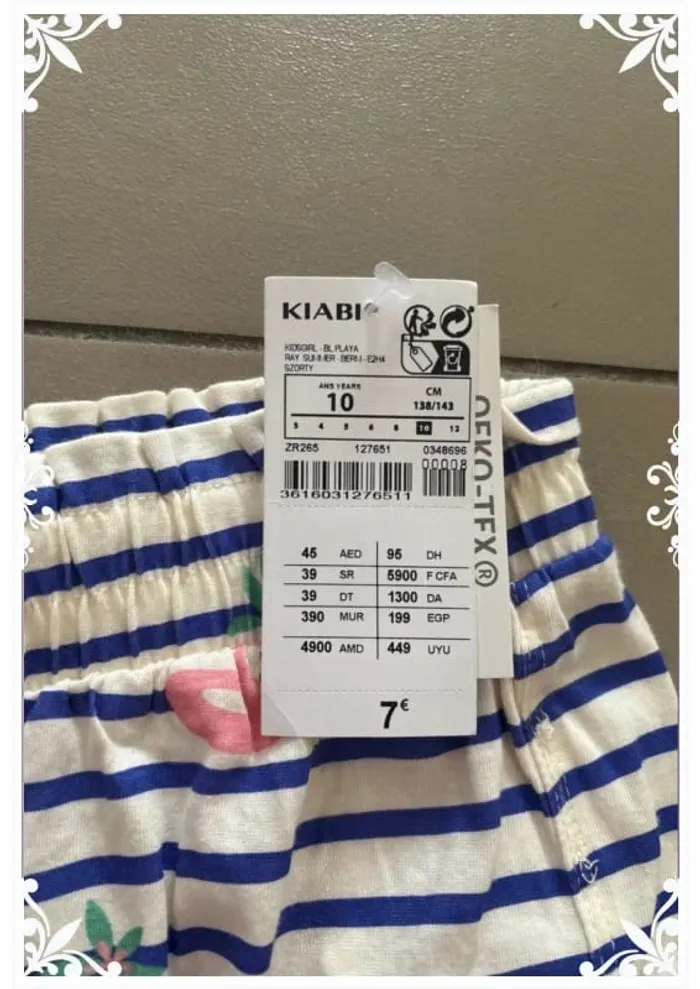 KIABI
KIDSGIRL - BL PLAYA
RAY SUMMER - BERM - E2H4
SZORTY
ANS YEARS
10
CM
138/143
3 4 5 6 8 10 12
ZR265 127651 0348696
00008
3616031276511
45 AED 95 DH
39 SR 5900 F CFA
39 DT 1300 DA
390 MUR 199 EGP
4900 AMD 449 UYU
7€
OEKO-TEX®